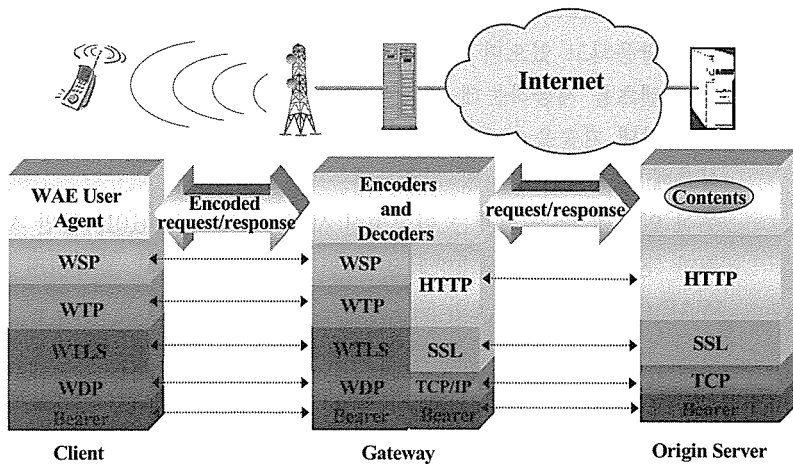 Internet
WAE User
Agent
Encoded
request/response
Encoders
and
Decoders
request/response
Contents
WSP
WSP
HTTP
HTTP
WTP
WTP
WTLS
WTLS
SSL
SSL
WDP
WDP
TCP/IP
TCP
Bearer
Bearer
Bearer
Bearer
Client
Gateway
Origin Server